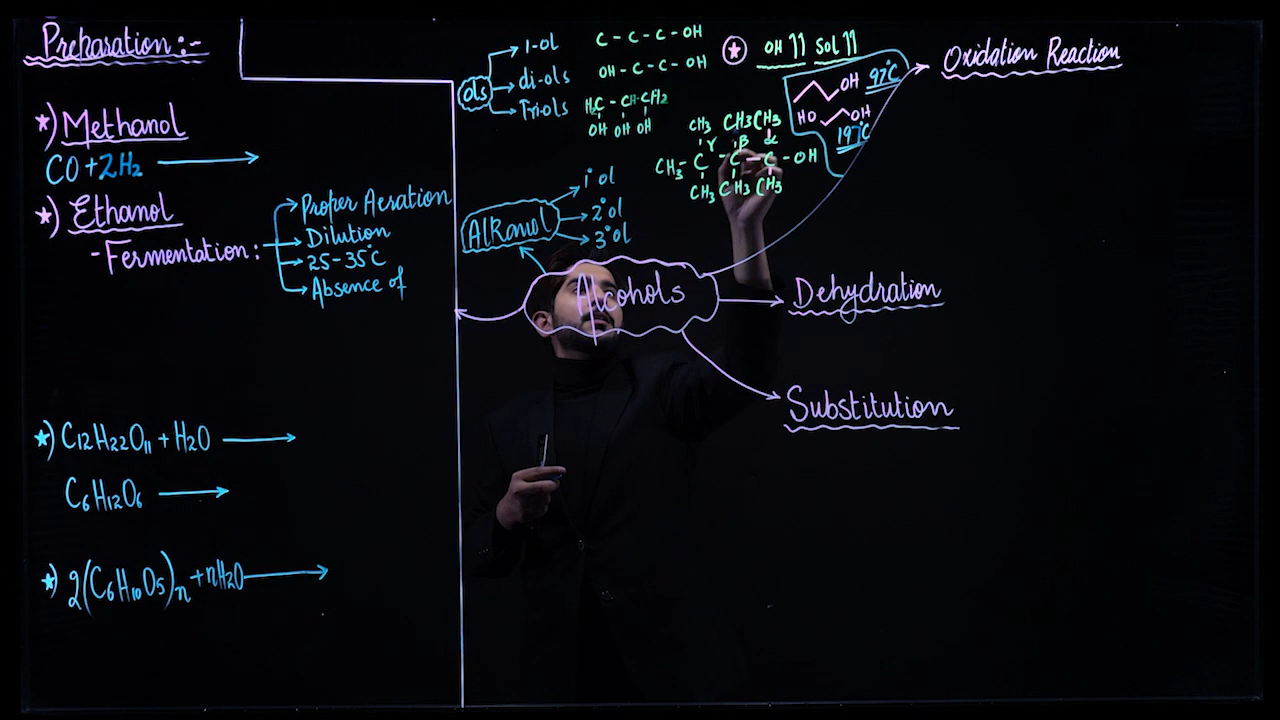 Preparation:-
*) Methanol
CO + 2H2 →
*) Ethanol
- Fermentation:
→ Proper Aeration
→ Dilution
→ 25-35°C
→ Absence of
*) C12H22O11 + H2O →
C6H12O6 →
*) 2(C6H10O5)n + nH2O →
ols
→ 1-ol
→ di-ols
→ Tri-ols
C - C - C - OH
OH - C - C - OH
H2C - CH - CH2
OH OH OH
* OH ↑↑ Sol ↑↑
OH 97°C
HO OH
197°C
CH3 CH3 CH3
γ β α
CH3 - C - C - C - OH
CH3 CH3 CH3
Alkanol
1° ol
2° ol
3° ol
Alcohols
Oxidation Reaction
Dehydration
Substitution